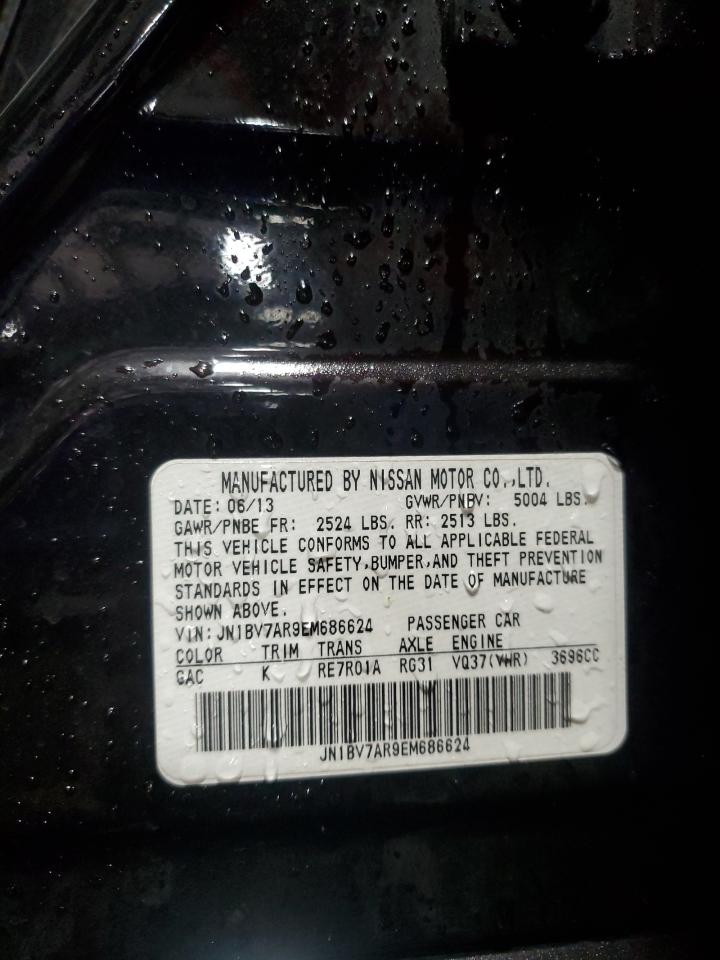 MANUFACTURED BY NISSAN MOTOR CO.,LTD.
DATE: 06/13 GVWR/PNBV: 5004 LBS.
GAWR/PNBE FR: 2524 LBS. RR: 2513 LBS.
THIS VEHICLE CONFORMS TO ALL APPLICABLE FEDERAL
MOTOR VEHICLE SAFETY,BUMPER,AND THEFT PREVENTION
STANDARDS IN EFFECT ON THE DATE OF MANUFACTURE
SHOWN ABOVE.
VIN: JN1BV7AR9EM686624 PASSENGER CAR
COLOR TRIM TRANS AXLE ENGINE
GAC K RE7R01A RG31 VQ37(VHR) 3696CC
JN1BV7AR9EM686624